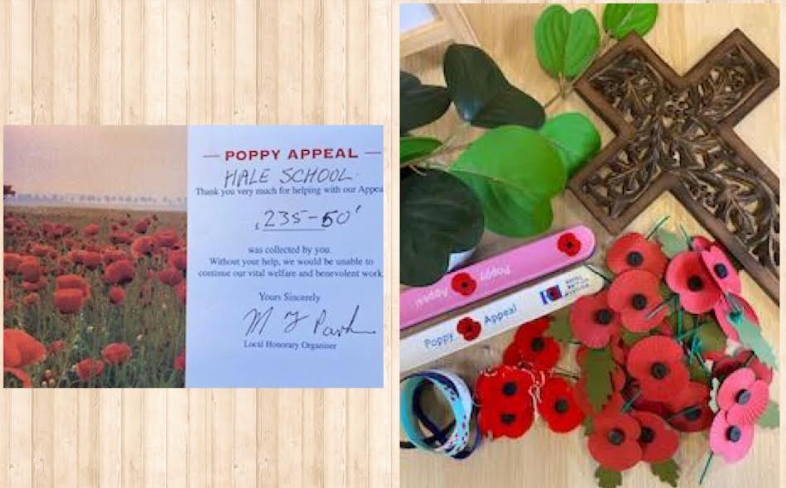 POPPY APPEAL
HALE SCHOOL
Thank you very much for helping with our Appea
235-50
was collected by you.
Without your help, we would be unable to
continue our vital welfare and benevolent work
Yours Sincerely
Local Honorary Organiser
Poppy
Appeal
Poppy Appeal